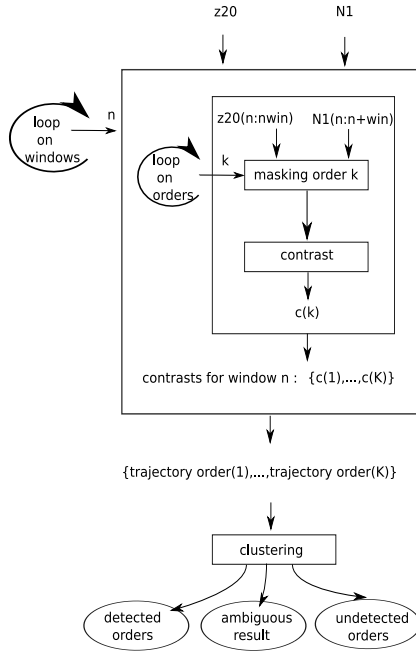 z20 N1
n
loop
on
windows
z20(n:nwin) N1(n:n+win)
k
loop
on
orders
masking order k
contrast
c(k)
contrasts for window n : {c(1),...,c(K)}
{trajectory order(1),...,trajectory order(K)}
clustering
detected
orders
ambiguous
result
undetected
orders